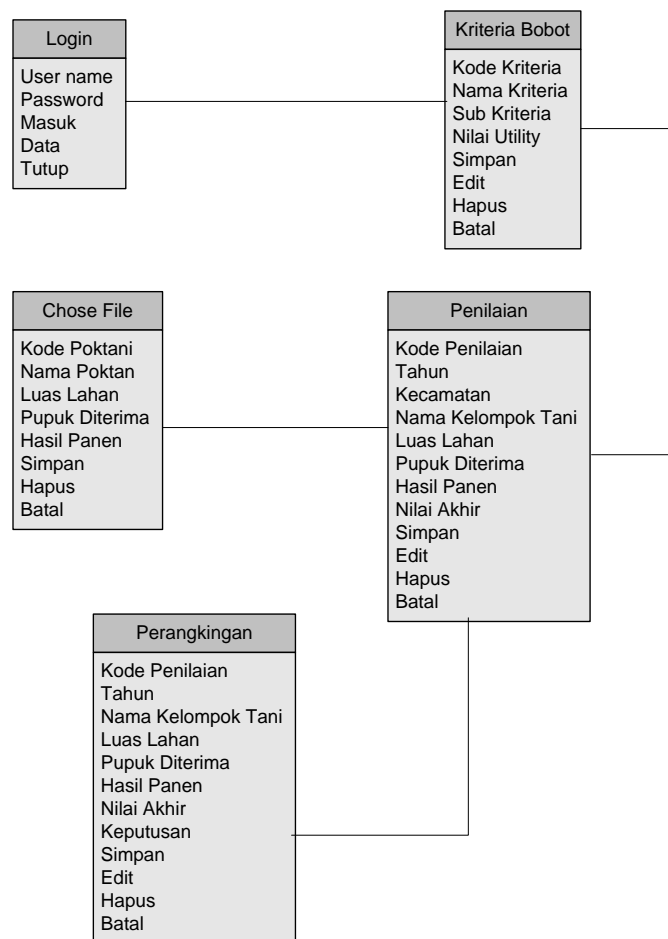 Login
User name
Password
Masuk
Data
Tutup
Kriteria Bobot
Kode Kriteria
Nama Kriteria
Sub Kriteria
Nilai Utility
Simpan
Edit
Hapus
Batal
Chose File
Kode Poktani
Nama Poktan
Luas Lahan
Pupuk Diterima
Hasil Panen
Simpan
Hapus
Batal
Penilaian
Kode Penilaian
Tahun
Kecamatan
Nama Kelompok Tani
Luas Lahan
Pupuk Diterima
Hasil Panen
Nilai Akhir
Simpan
Edit
Hapus
Batal
Perangkingan
Kode Penilaian
Tahun
Nama Kelompok Tani
Luas Lahan
Pupuk Diterima
Hasil Panen
Nilai Akhir
Keputusan
Simpan
Edit
Hapus
Batal